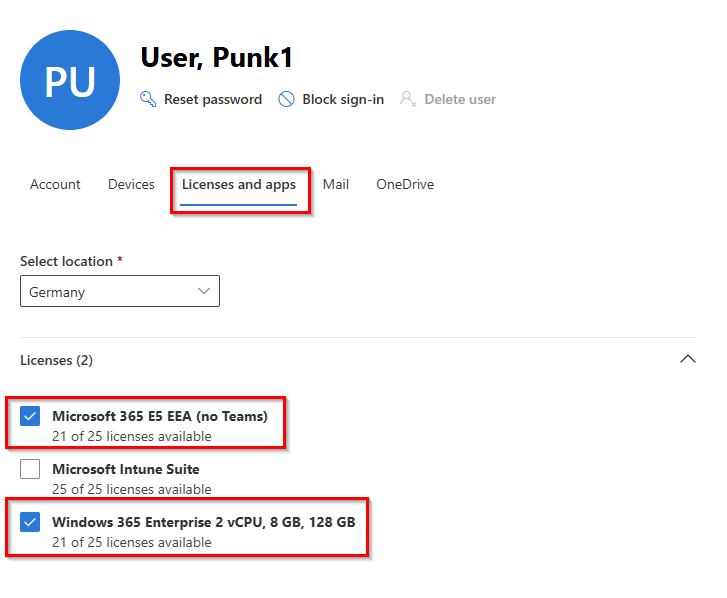 PU
User, Punk1
Reset password Block sign-in Delete user
Account Devices Licenses and apps Mail OneDrive
Select location *
Germany
Licenses (2)
Microsoft 365 E5 EEA (no Teams)
21 of 25 licenses available
Microsoft Intune Suite
25 of 25 licenses available
Windows 365 Enterprise 2 vCPU, 8 GB, 128 GB
21 of 25 licenses available